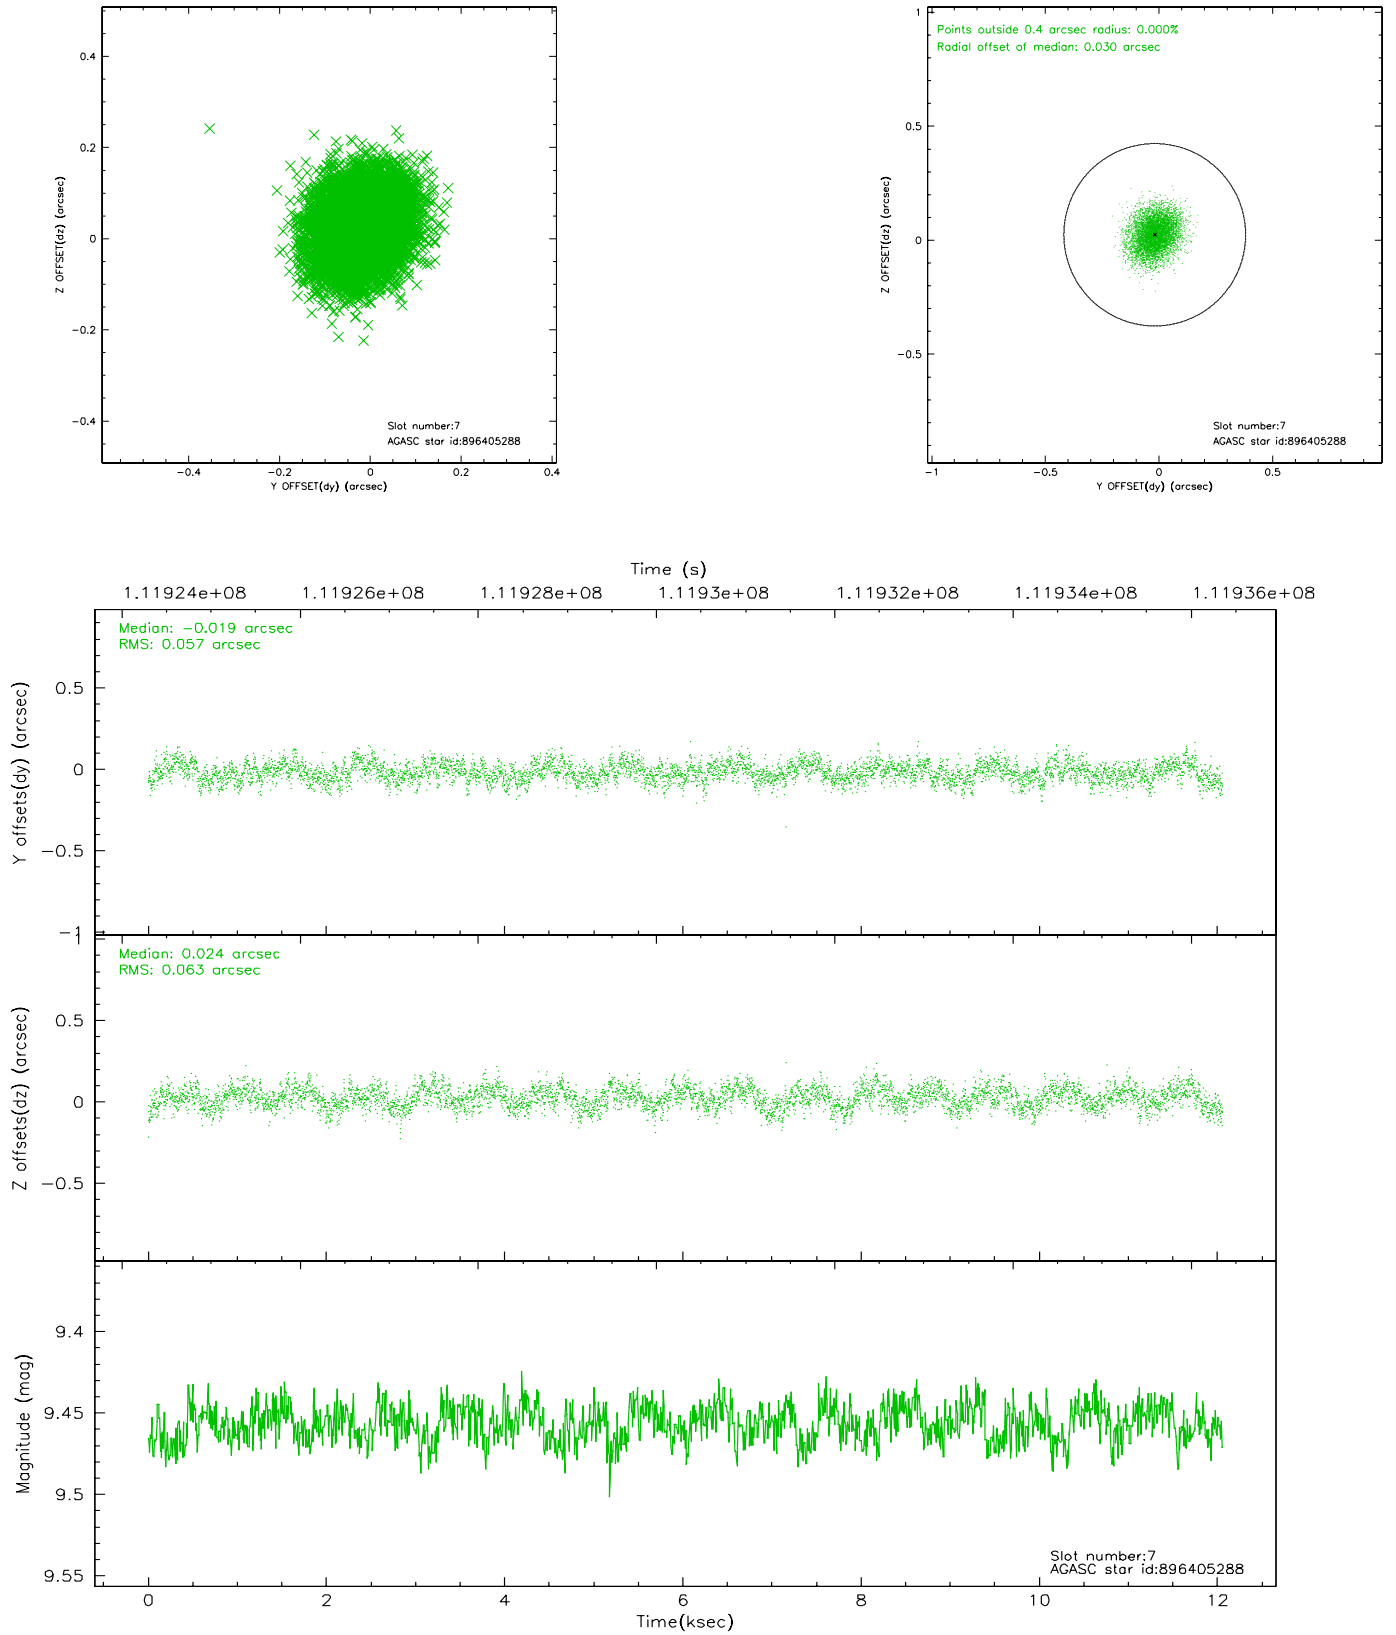 0.4
0.2
0
−0.2
−0.4
Z OFFSET(dz) (arcsec)
Slot number:7
AGASC star id:896405288
−0.4
−0.2
0
0.2
0.4
Y OFFSET(dy) (arcsec)
Points outside 0.4 arcsec radius: 0.000%
Radial offset of median: 0.030 arcsec
1
0.5
0
−0.5
Z OFFSET(dz) (arcsec)
Slot number:7
AGASC star id:896405288
−1
−0.5
0
0.5
Y OFFSET(dy) (arcsec)
Time (s)
1.11924e+08
1.11926e+08
1.11928e+08
1.1193e+08
1.11932e+08
1.11934e+08
1.11936e+08
Median: −0.019 arcsec
RMS: 0.057 arcsec
0.5
0
−0.5
−1
Y offsets(dy) (arcsec)
Median: 0.024 arcsec
RMS: 0.063 arcsec
1
0.5
0
−0.5
Z offsets(dz) (arcsec)
9.4
9.45
9.5
9.55
Magnitude (mag)
Slot number:7
AGASC star id:896405288
0
2
4
6
8
10
12
Time(ksec)